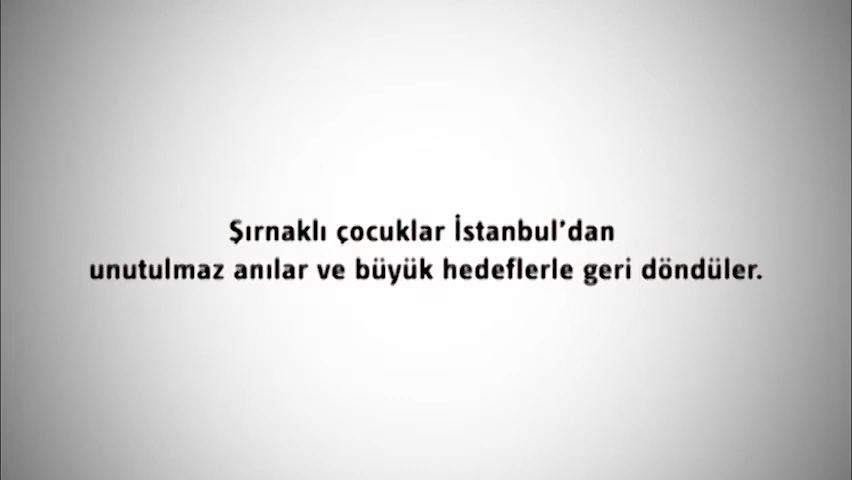 Şırnaklı çocuklar İstanbul’dan
unutulmaz anılar ve büyük hedeflerle geri döndüler.